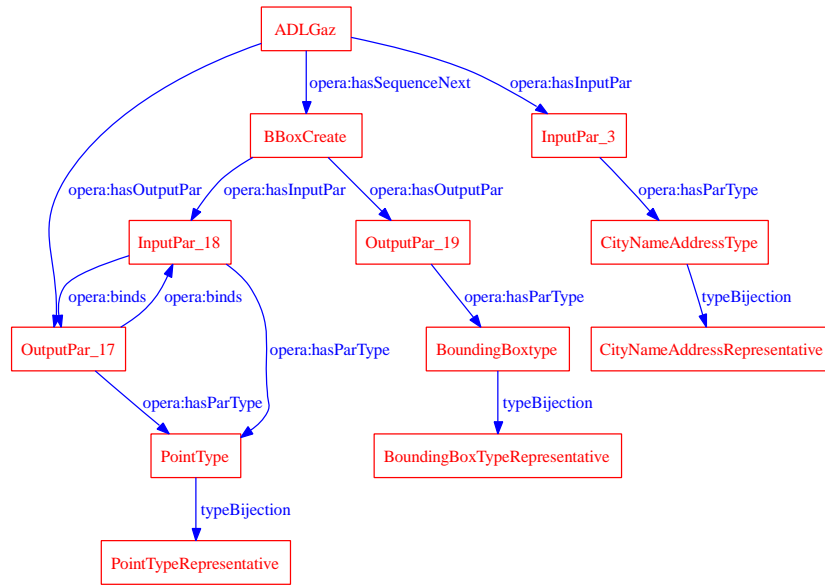 ADLGaz
opera:hasSequenceNext
opera:hasInputPar
BBoxCreate
InputPar_3
opera:hasOutputPar
opera:hasInputPar
opera:hasOutputPar
opera:hasParType
InputPar_18
OutputPar_19
CityNameAddressType
opera:binds
opera:binds
opera:hasParType
typeBijection
OutputPar_17
opera:hasParType
BoundingBoxtype
CityNameAddressRepresentative
opera:hasParType
typeBijection
PointType
BoundingBoxTypeRepresentative
typeBijection
PointTypeRepresentative